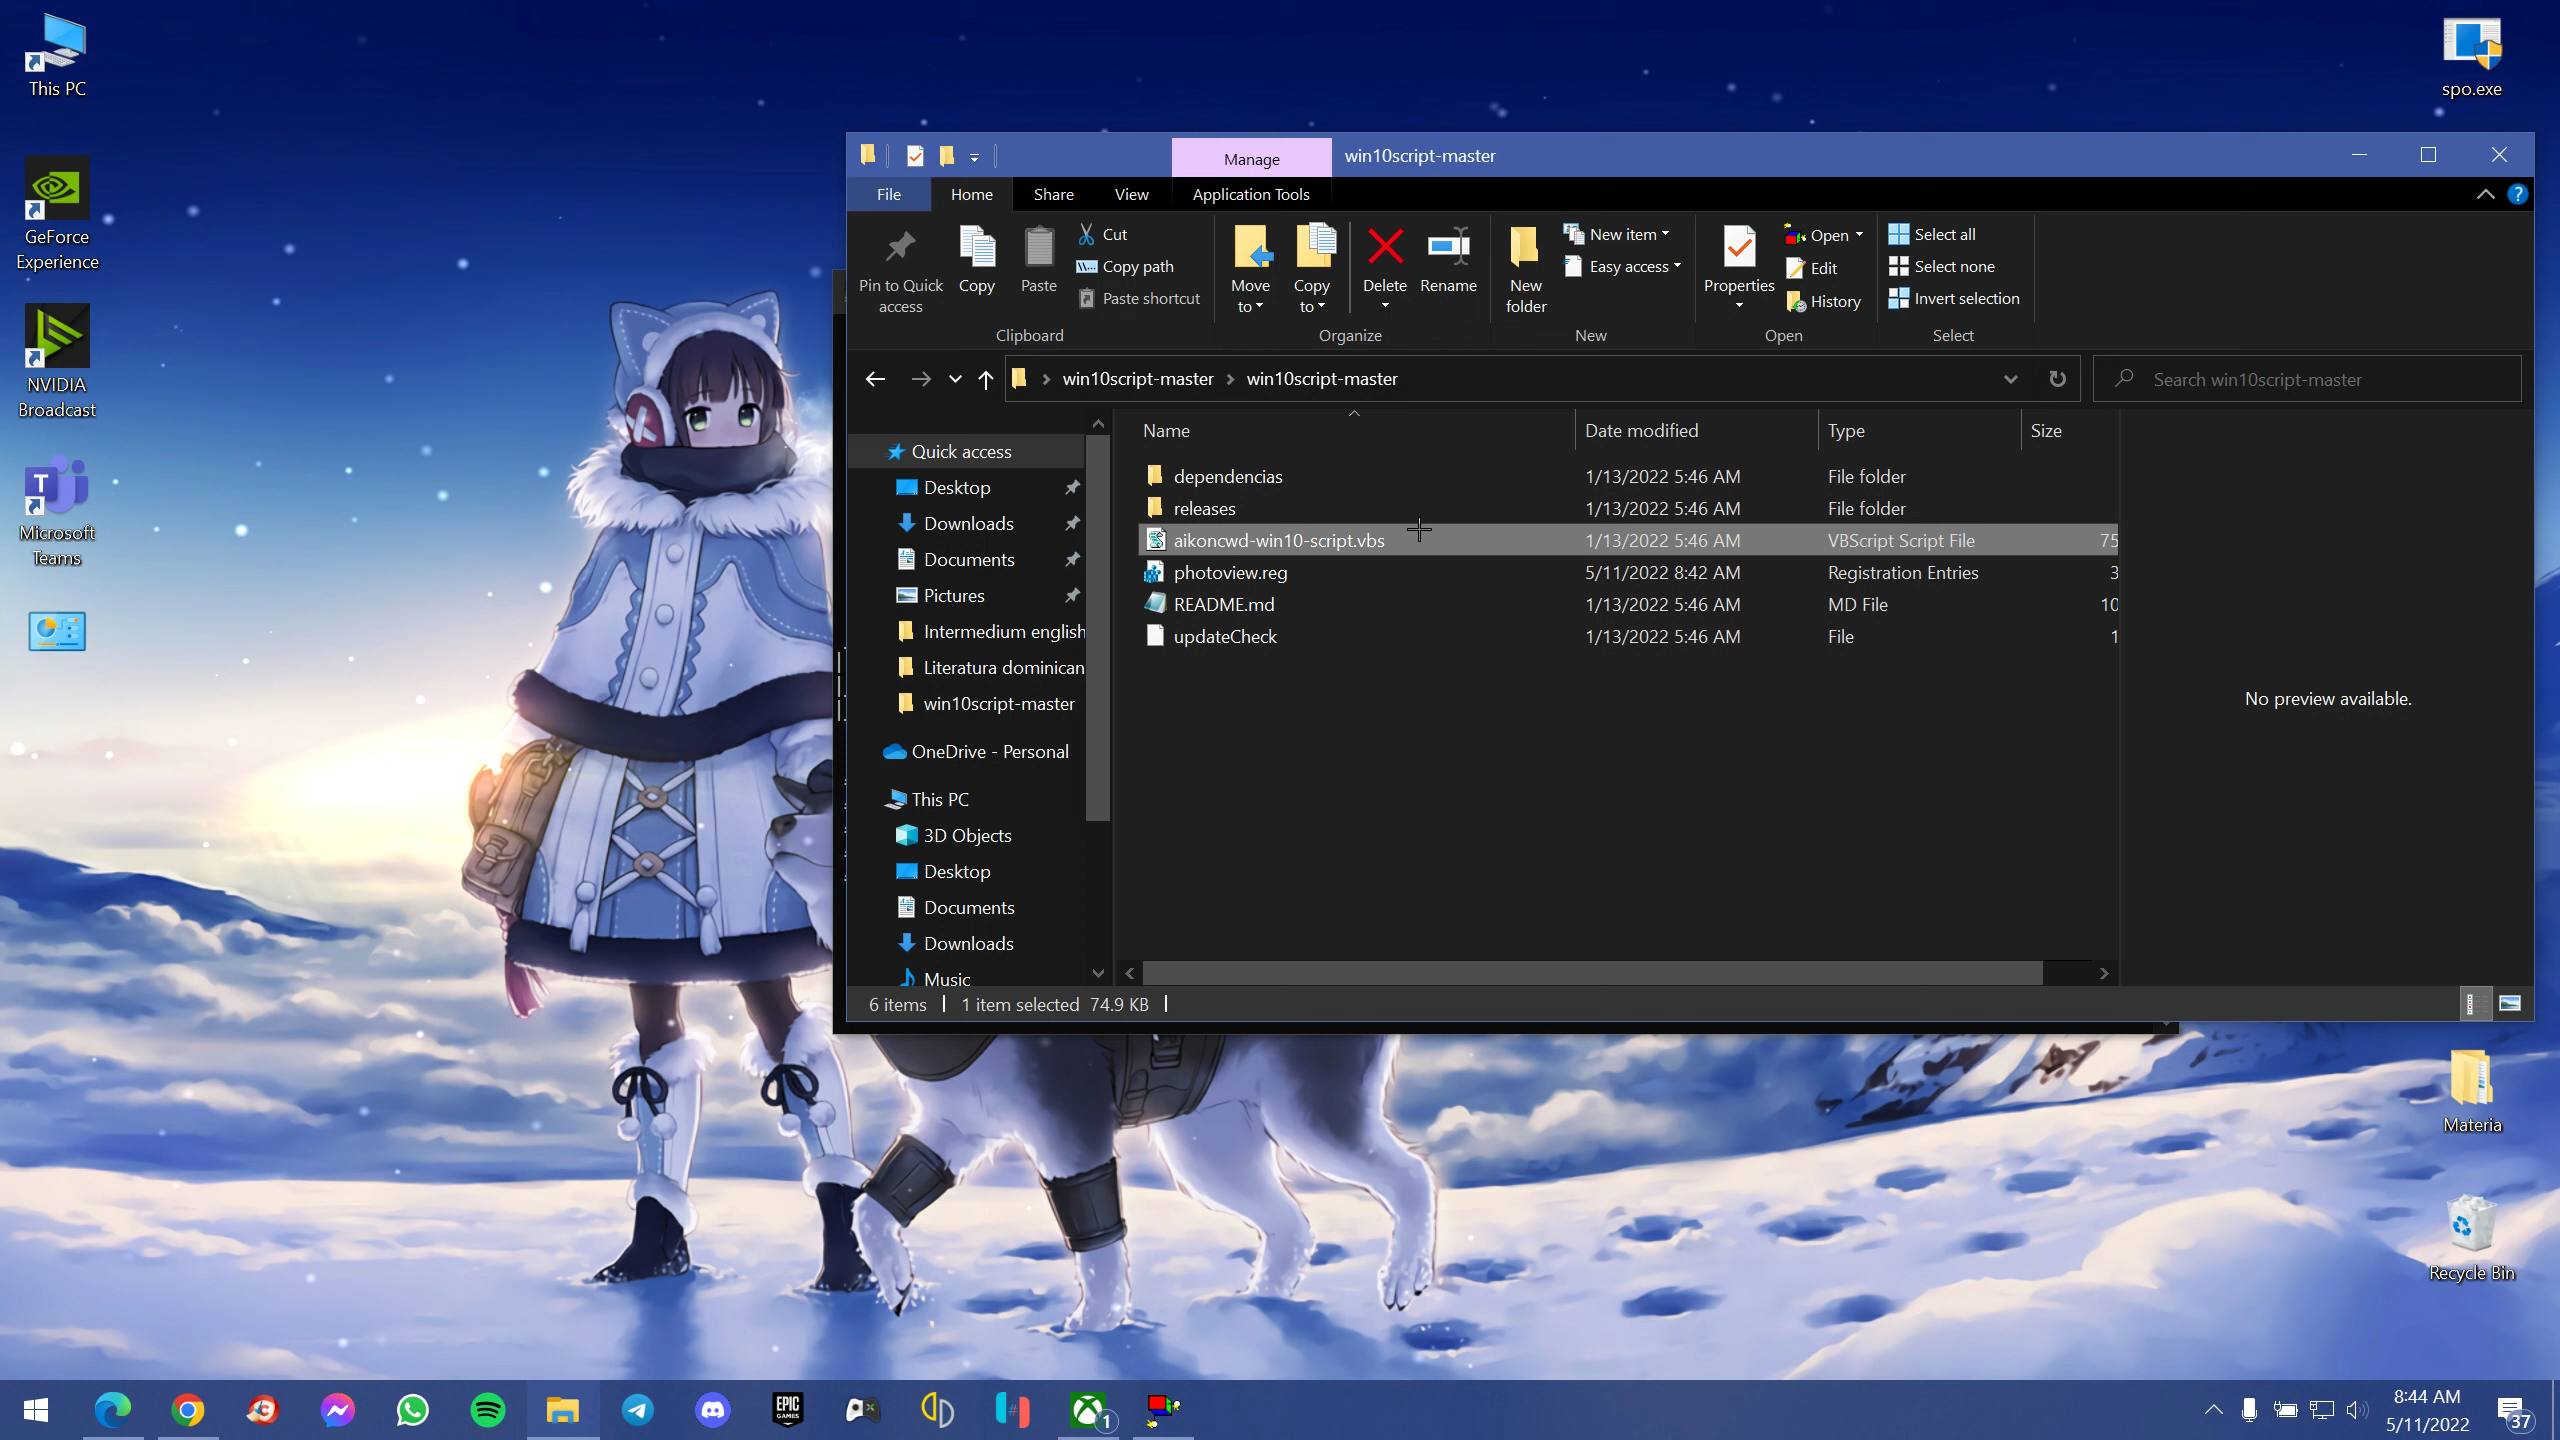 This PC
GeForce
Experience
NVIDIA
Broadcast
T
Microsoft
Teams
spo.exe
Materia
Recycle Bin
Manage
win10script-master
File
Home
Share
View
Application Tools
?
Pin to Quick
access
Copy
Paste
Cut
Copy path
Paste shortcut
Clipboard
Move
to
Copy
to
Delete
Rename
Organize
New
folder
New item
Easy access
New
Properties
Open
Edit
History
Open
Select all
Select none
Invert selection
Select
win10script-master
win10script-master
Search win10script-master
Quick access
Desktop
Downloads
Documents
Pictures
Intermedium english
Literatura dominican
win10script-master
OneDrive - Personal
This PC
3D Objects
Desktop
Documents
Downloads
Music
Name Date modified Type Size
dependencias 1/13/2022 5:46 AM File folder
releases 1/13/2022 5:46 AM File folder
aikoncwd-win10-script.vbs 1/13/2022 5:46 AM VBScript Script File 75
photoview.reg 5/11/2022 8:42 AM Registration Entries 3
README.md 1/13/2022 5:46 AM MD File 10
updateCheck 1/13/2022 5:46 AM File 1
No preview available.
6 items
1 item selected 74.9 KB
EPIC
GAMES
1
8:44 AM
5/11/2022
37